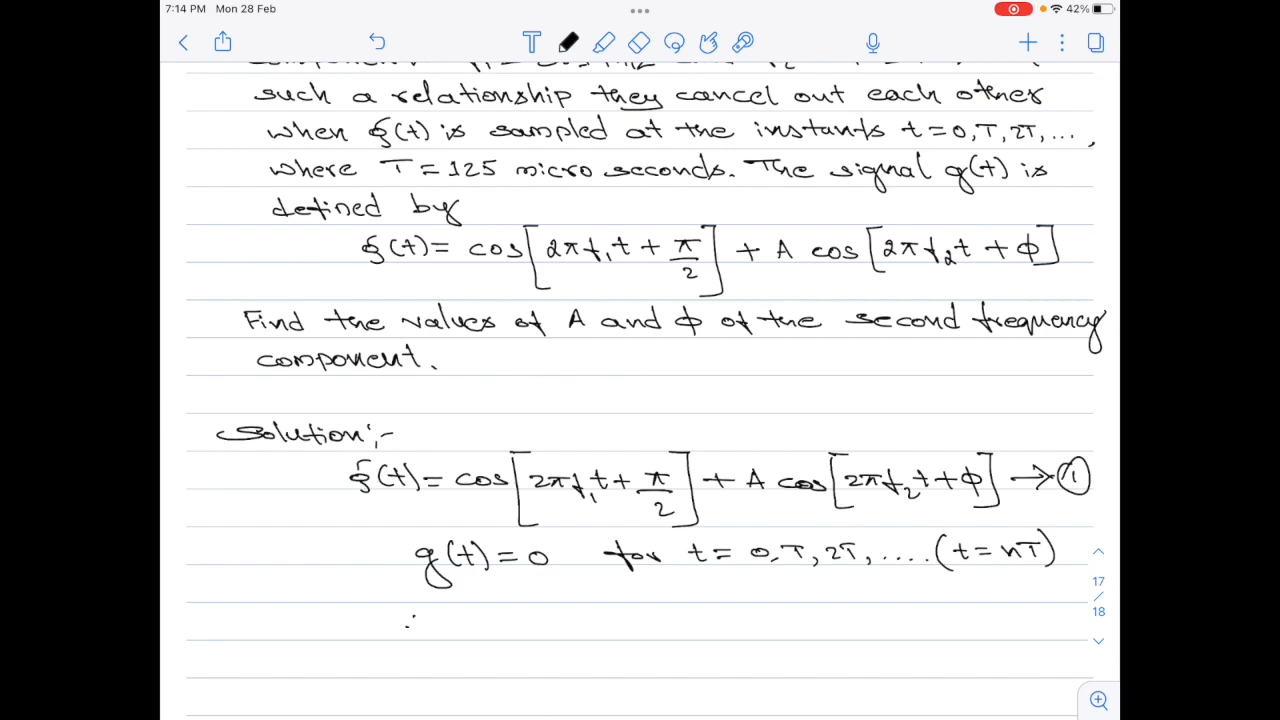 7:14 PM Mon 28 Feb
42%
such a relationship they cancel out each other
when g(t) is sampled at the instants t=0,T,2T,...,
where T=125 micro seconds. The signal g(t) is
defined by
g(t)= cos[2πf₁t + π/2] + A cos[2πf₂t + φ]
Find the values of A and φ of the second frequency
component.
Solution:-
g(t)= cos[2πf₁t + π/2] + A cos[2πf₂t + φ] → ①
g(t)=0 for t= 0,T,2T,....(t=nT)
17
/
18